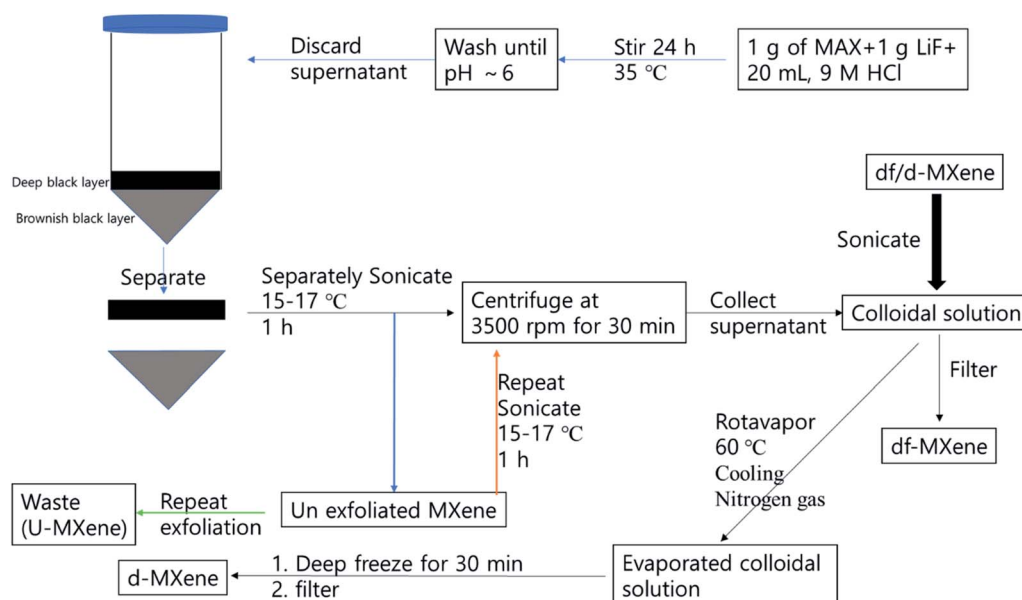 Discard
supernatant
Wash until
pH ~ 6
Stir 24 h
35 ℃
1 g of MAX+1 g LiF+
20 mL, 9 M HCl
Deep black layer
Brownish black layer
df/d-MXene
Sonicate
Separate
Separately Sonicate
15-17 ℃
1 h
Centrifuge at
3500 rpm for 30 min
Collect
supernatant
Colloidal solution
Filter
df-MXene
Repeat
Sonicate
15-17 ℃
1 h
Rotavapor
60 ℃
Cooling
Nitrogen gas
Waste
(U-MXene)
Repeat
exfoliation
Un exfoliated MXene
d-MXene
1. Deep freeze for 30 min
2. filter
Evaporated colloidal
solution